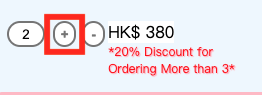 2 + - HK$ 380
*20% Discount for
Ordering More than 3*